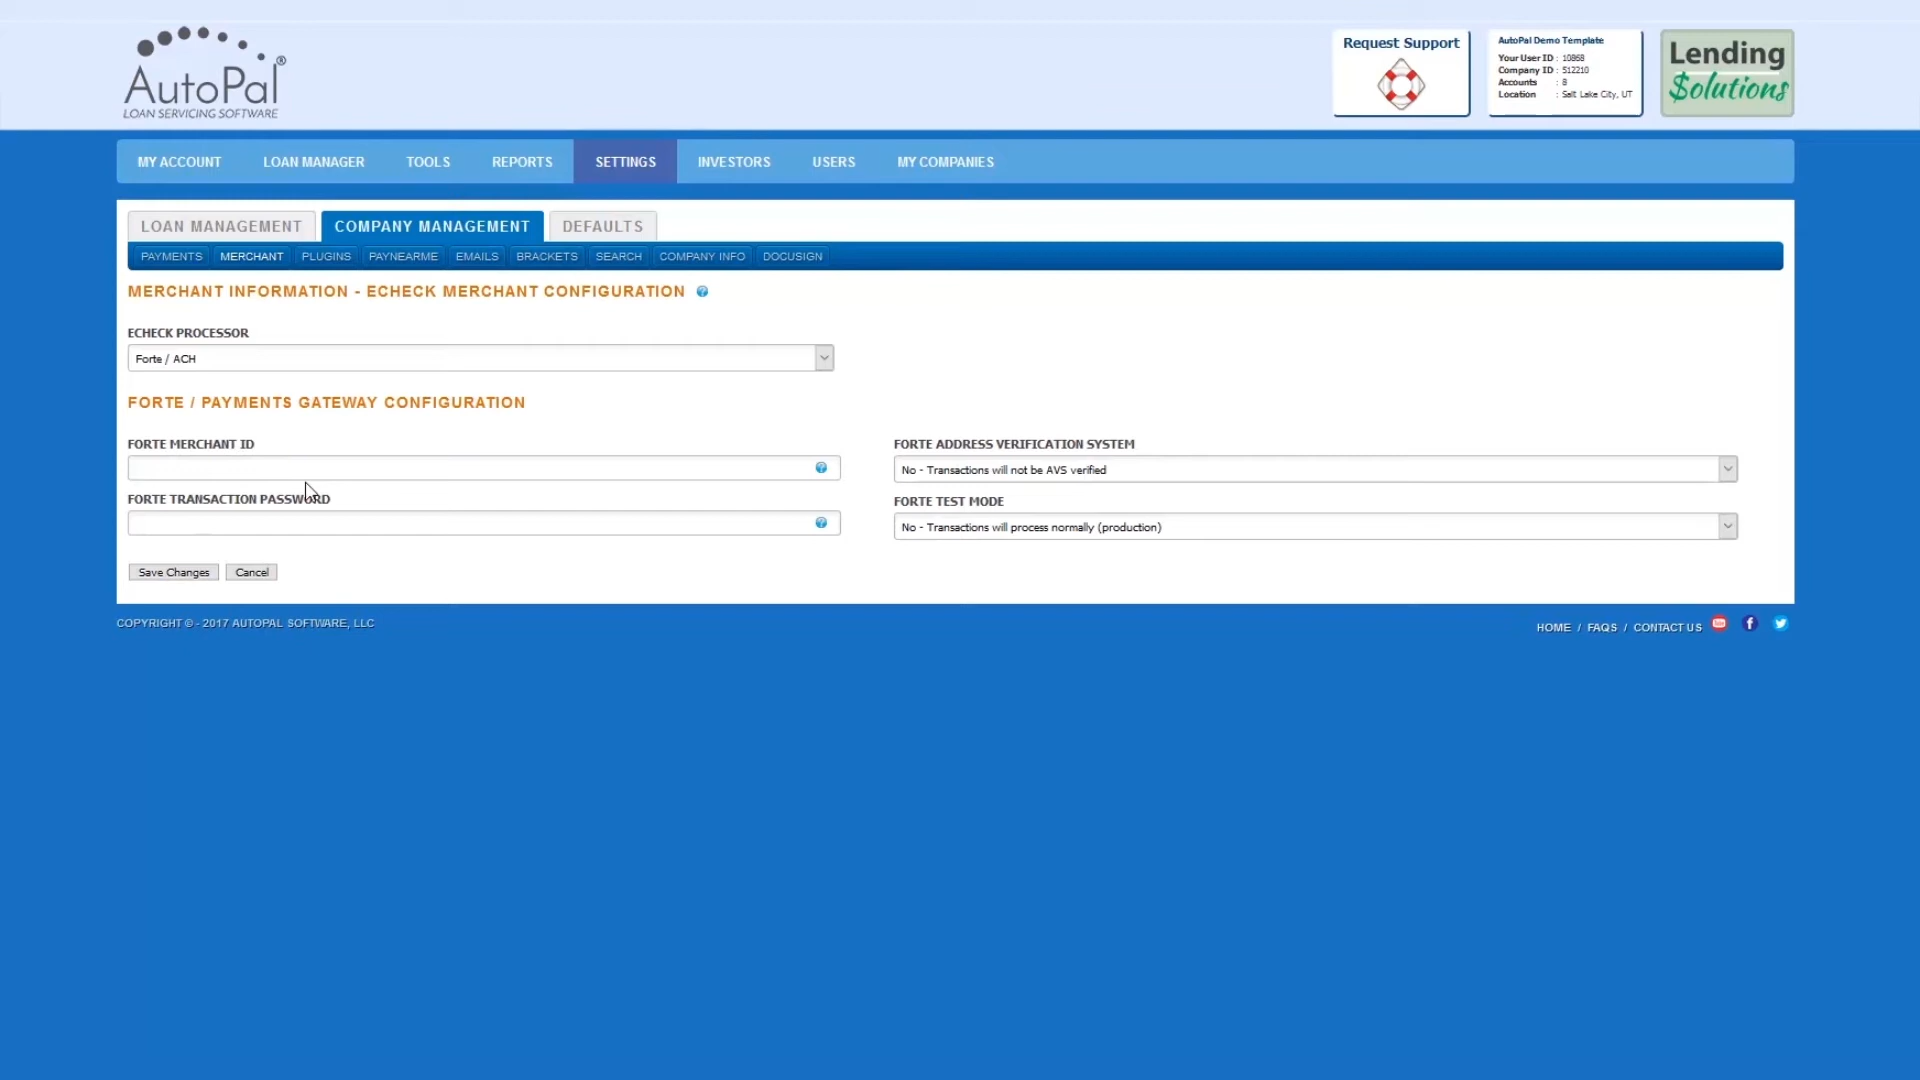 AutoPal®
LOAN SERVICING SOFTWARE
Request Support
AutoPal Demo Template
Your User ID : 10868
Company ID : 512210
Accounts : 8
Location : Salt Lake City, UT
Lending
$olutions
MY ACCOUNT LOAN MANAGER TOOLS REPORTS SETTINGS INVESTORS USERS MY COMPANIES
LOAN MANAGEMENT COMPANY MANAGEMENT DEFAULTS
PAYMENTS MERCHANT PLUGINS PAYNEARME EMAILS BRACKETS SEARCH COMPANY INFO DOCUSIGN
MERCHANT INFORMATION - ECHECK MERCHANT CONFIGURATION ?
ECHECK PROCESSOR
Forte / ACH
FORTE / PAYMENTS GATEWAY CONFIGURATION
FORTE MERCHANT ID
?
FORTE TRANSACTION PASSWORD
?
FORTE ADDRESS VERIFICATION SYSTEM
No - Transactions will not be AVS verified
FORTE TEST MODE
No - Transactions will process normally (production)
Save Changes Cancel
COPYRIGHT © - 2017 AUTOPAL SOFTWARE, LLC
HOME / FAQS / CONTACT US